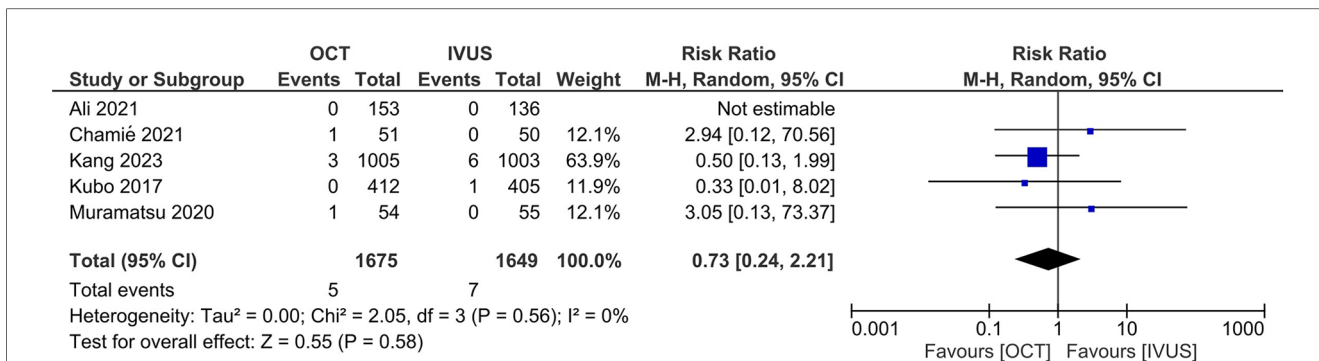 OCT IVUS Risk Ratio Risk Ratio
Study or Subgroup Events Total Events Total Weight M-H, Random, 95% CI M-H, Random, 95% CI
Ali 2021 0 153 0 136 Not estimable
Chamié 2021 1 51 0 50 12.1% 2.94 [0.12, 70.56]
Kang 2023 3 1005 6 1003 63.9% 0.50 [0.13, 1.99]
Kubo 2017 0 412 1 405 11.9% 0.33 [0.01, 8.02]
Muramatsu 2020 1 54 0 55 12.1% 3.05 [0.13, 73.37]
Total (95% CI) 1675 1649 100.0% 0.73 [0.24, 2.21]
Total events 5 7
Heterogeneity: Tau² = 0.00; Chi² = 2.05, df = 3 (P = 0.56); I² = 0%
Test for overall effect: Z = 0.55 (P = 0.58)
0.001 0.1 1 10 1000
Favours [OCT] Favours [IVUS]